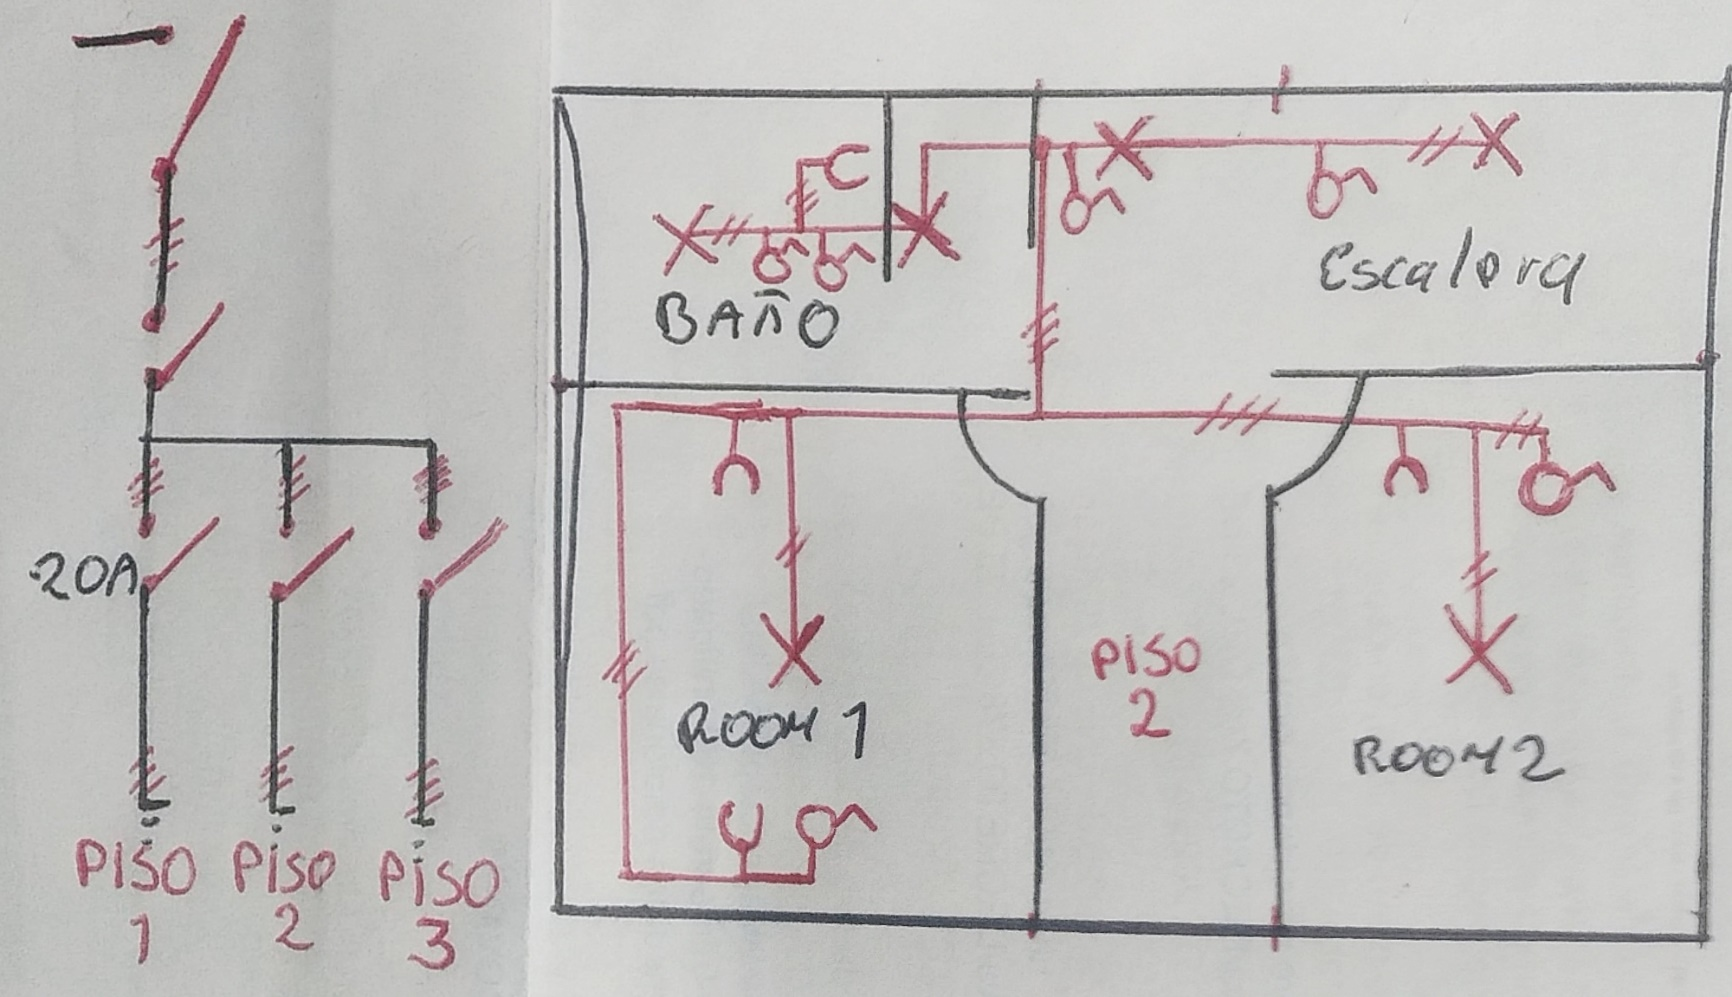 20A
PISO
1
PISO
2
PISO
3
BAÑO
Escalera
ROOM 1
PISO
2
ROOM 2